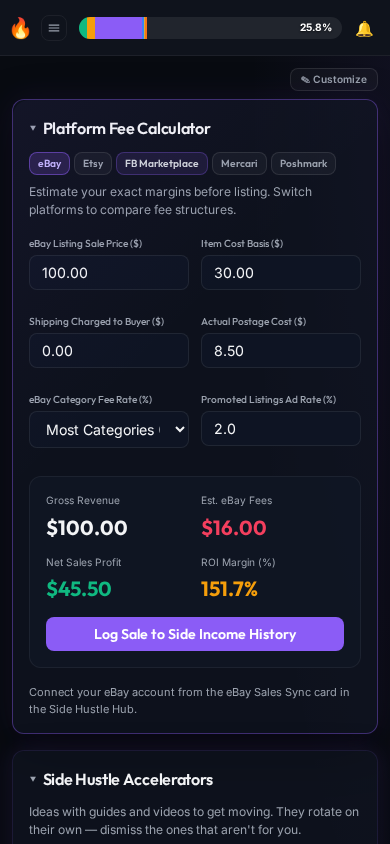 25.8%
Customize
Platform Fee Calculator
eBay
Etsy
FB Marketplace
Mercari
Poshmark
Estimate your exact margins before listing. Switch
platforms to compare fee structures.
eBay Listing Sale Price ($)
Item Cost Basis ($)
100.00
30.00
Shipping Charged to Buyer ($)
Actual Postage Cost ($)
0.00
8.50
eBay Category Fee Rate (%)
Promoted Listings Ad Rate (%)
Most Categories (
2.0
Gross Revenue
Est. eBay Fees
$100.00
$16.00
Net Sales Profit
ROI Margin (%)
$45.50
151.7%
Log Sale to Side Income History
Connect your eBay account from the eBay Sales Sync card in
the Side Hustle Hub.
Side Hustle Accelerators
Ideas with guides and videos to get moving. They rotate on
their own — dismiss the ones that aren't for you.